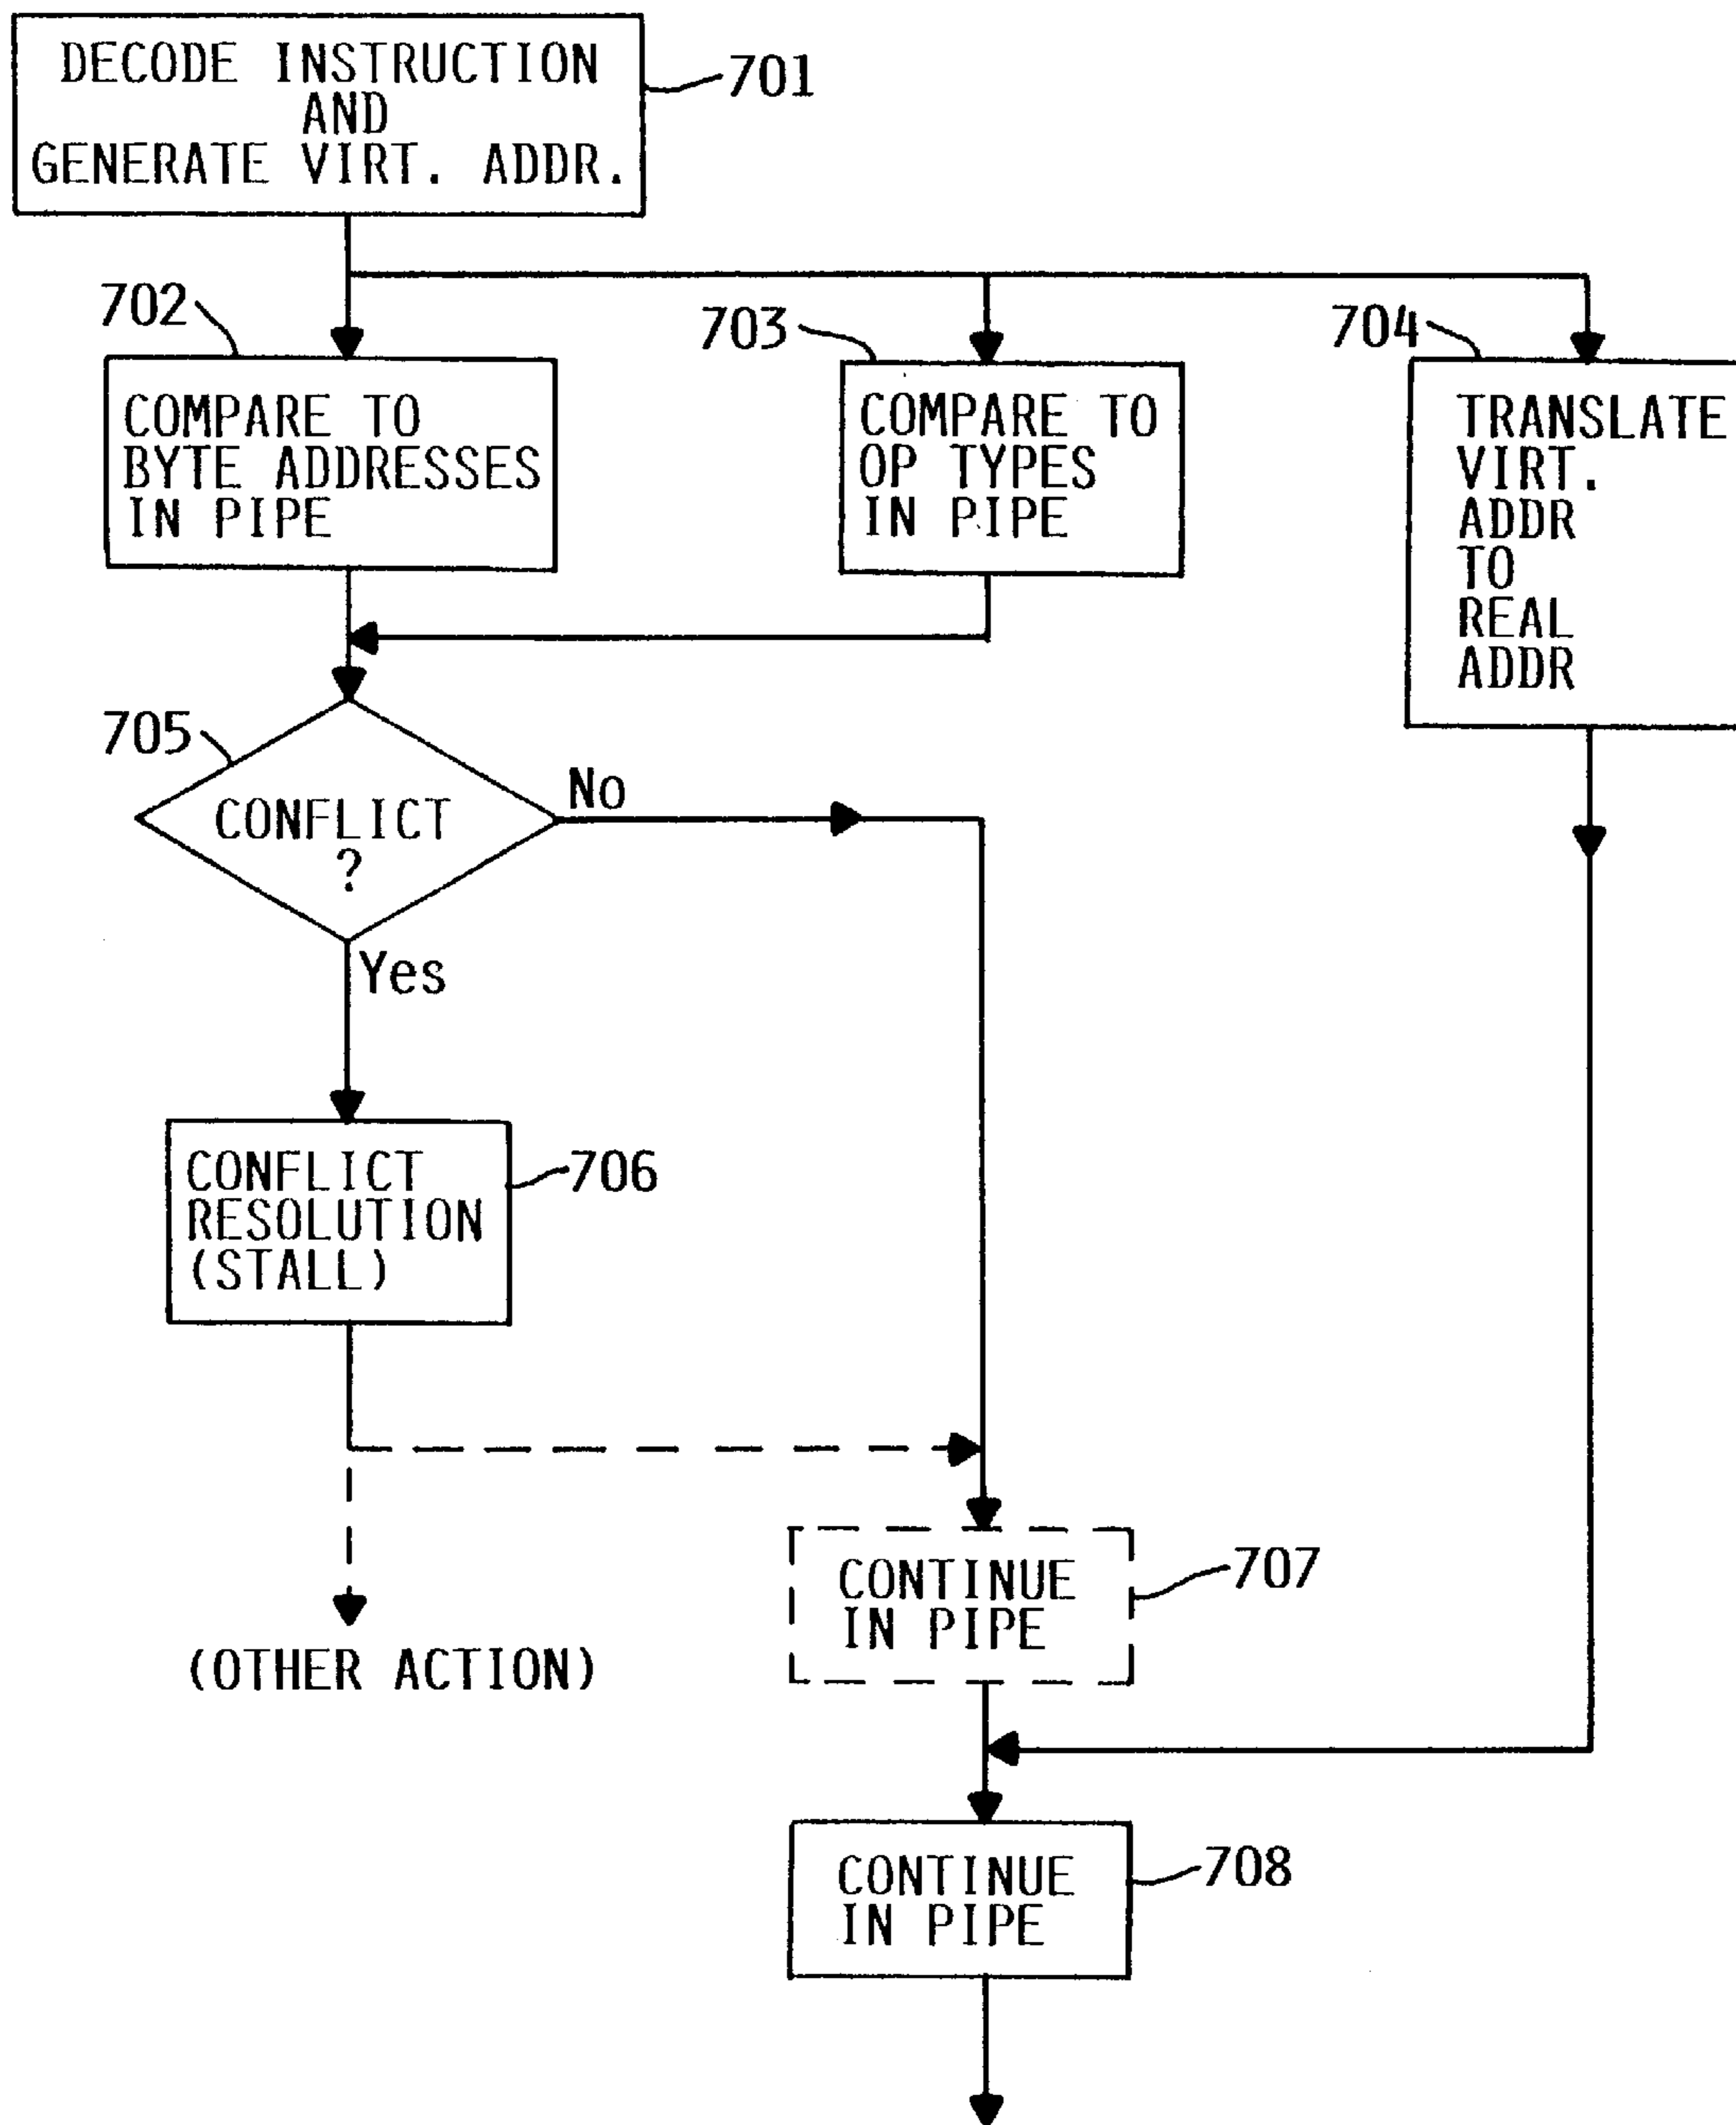 DECODE INSTRUCTION
AND
GENERATE VIRT. ADDR.
701
702
COMPARE TO
BYTE ADDRESSES
IN PIPE
703
COMPARE TO
OP TYPES
IN PIPE
704
TRANSLATE
VIRT.
ADDR
TO
REAL
ADDR
705
CONFLICT
?
No
Yes
CONFLICT
RESOLUTION
(STALL)
706
(OTHER ACTION)
CONTINUE
IN PIPE
707
CONTINUE
IN PIPE
708